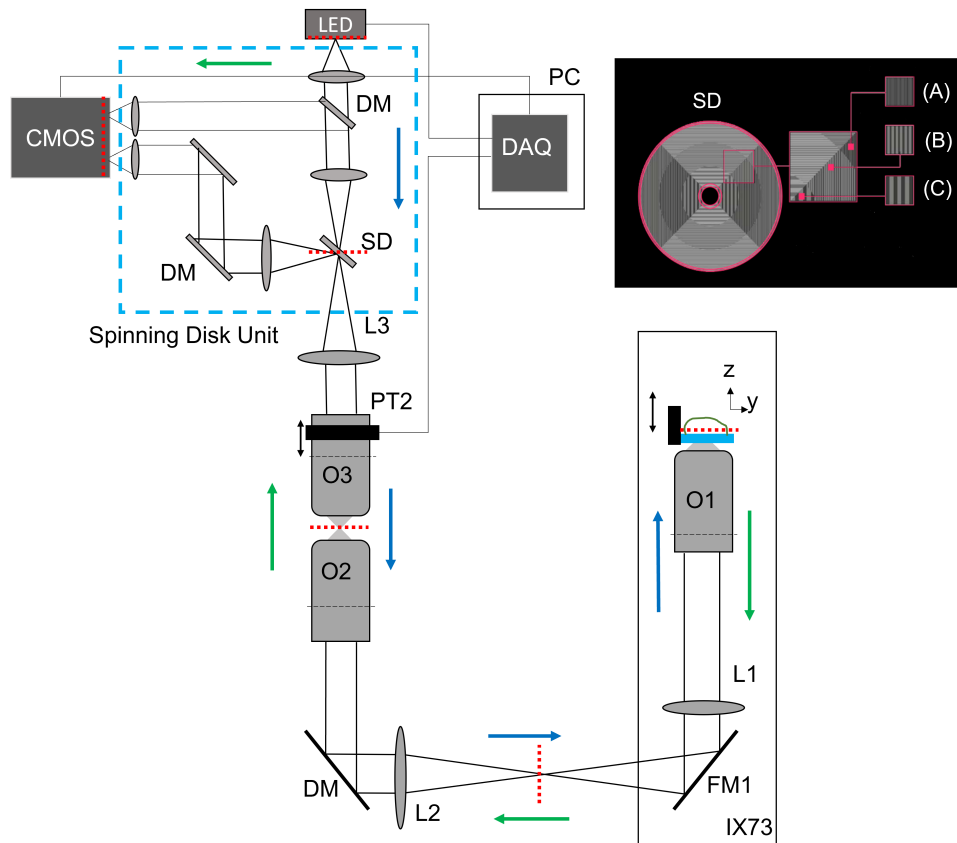 LED
PC
DM
CMOS
DAQ
SD
(A)
(B)
(C)
SD
DM
Spinning Disk Unit
L3
PT2
z
y
O3
O1
O2
L1
DM
L2
FM1
IX73